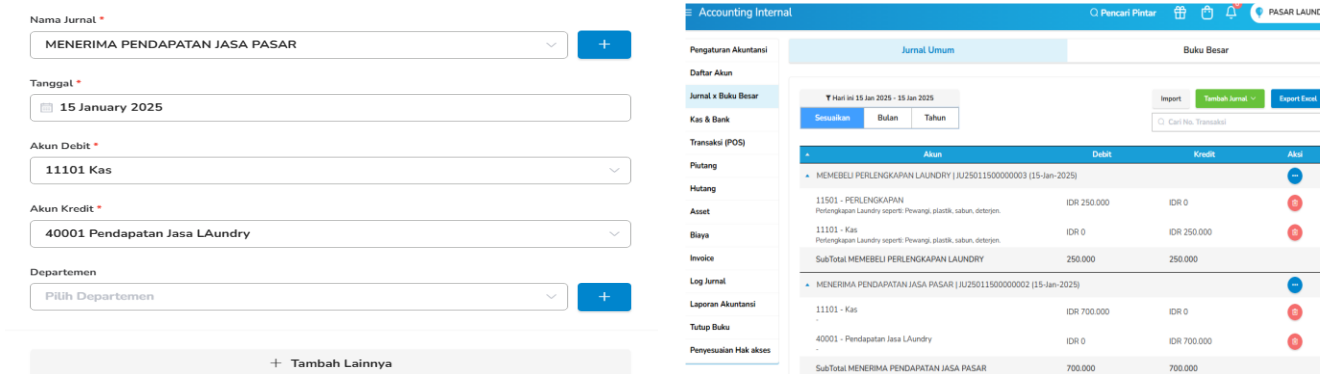 Nama Jurnal *
MENERIMA PENDAPATAN JASA PASAR
+
Tanggal *
15 January 2025
Akun Debit *
11101 Kas
Akun Kredit *
40001 Pendapatan Jasa LAundry
Departemen
Pilih Departemen
+
+ Tambah Lainnya
≡ Accounting Internal
Pencari Pintar
PASAR LAUND
Pengaturan Akuntansi
Daftar Akun
Jurnal x Buku Besar
Kas & Bank
Transaksi (POS)
Piutang
Hutang
Asset
Biaya
Invoice
Log Jurnal
Laporan Akuntansi
Tutup Buku
Penyesuaian Hak akses
Jurnal Umum Buku Besar
Hari ini 15 Jan 2025 - 15 Jan 2025
Import Tambah Jurnal Export Excel
Sesuaikan Bulan Tahun
Cari No. Transaksi
Akun Debit Kredit Aksi
MEMEBELI PERLENGKAPAN LAUNDRY | JU25011500000003 (15-Jan-2025)
11501 - PERLENGKAPAN IDR 250.000 IDR 0
Perlengkapan Laundry seperti: Pewangi, plastik, sabun, deterjen.
11101 - Kas IDR 0 IDR 250.000
Perlengkapan Laundry seperti: Pewangi, plastik, sabun, deterjen.
SubTotal MEMEBELI PERLENGKAPAN LAUNDRY 250.000 250.000
MENERIMA PENDAPATAN JASA PASAR | JU25011500000002 (15-Jan-2025)
11101 - Kas IDR 700.000 IDR 0
-
40001 - Pendapatan Jasa LAundry IDR 0 IDR 700.000
-
SubTotal MENERIMA PENDAPATAN JASA PASAR 700.000 700.000